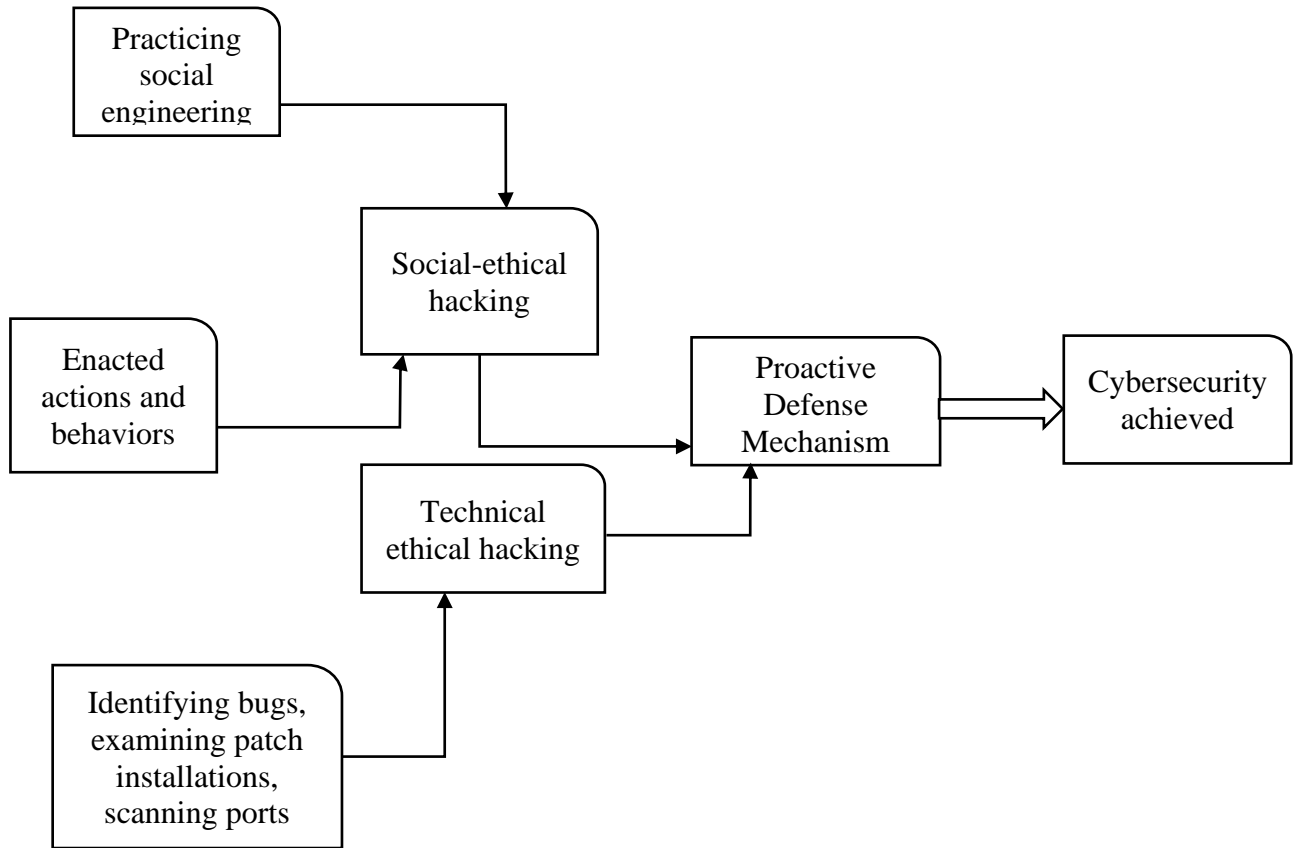 Practicing
social
engineering
Social-ethical
hacking
Enacted
actions and
behaviors
Proactive
Defense
Mechanism
Cybersecurity
achieved
Technical
ethical hacking
Identifying bugs,
examining patch
installations,
scanning ports